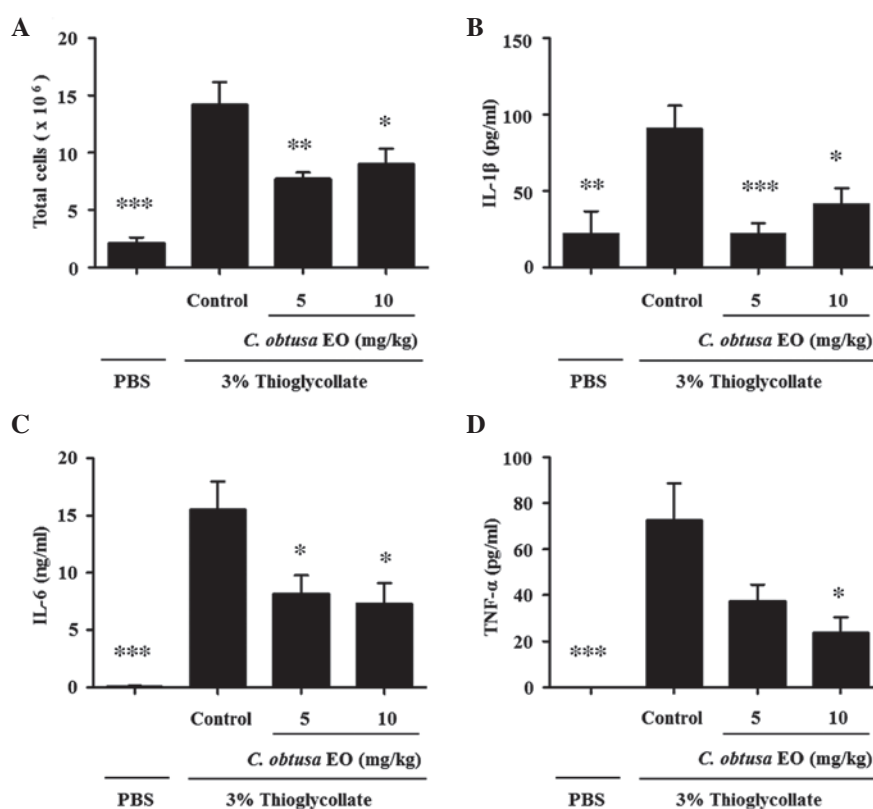 A
Total cells ( x 10 6 )
20
15
10
5
0
***
**
*
Control 5 10
C. obtusa EO (mg/kg)
PBS 3% Thioglycollate
B
IL-1β (pg/ml)
150
100
50
0
**
***
*
Control 5 10
C. obtusa EO (mg/kg)
PBS 3% Thioglycollate
C
IL-6 (ng/ml)
20
15
10
5
0
***
*
*
Control 5 10
C. obtusa EO (mg/kg)
PBS 3% Thioglycollate
D
TNF-α (pg/ml)
100
80
60
40
20
0
***
*
Control 5 10
C. obtusa EO (mg/kg)
PBS 3% Thioglycollate